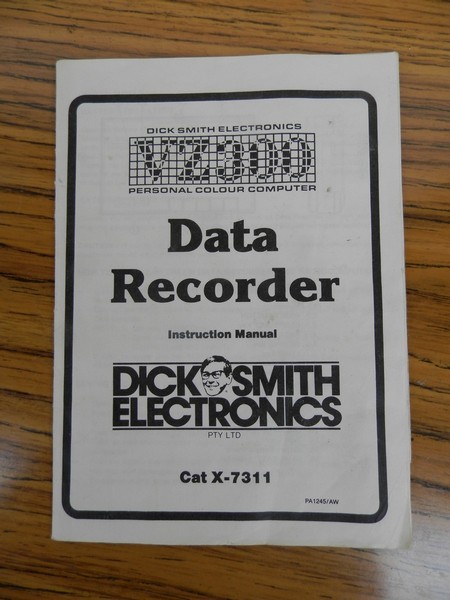 DICK SMITH ELECTRONICS
VZ300
PERSONAL COLOUR COMPUTER
Data
Recorder
Instruction Manual
DICK SMITH
ELECTRONICS
PTY LTD
Cat X-7311
PA1245/AW